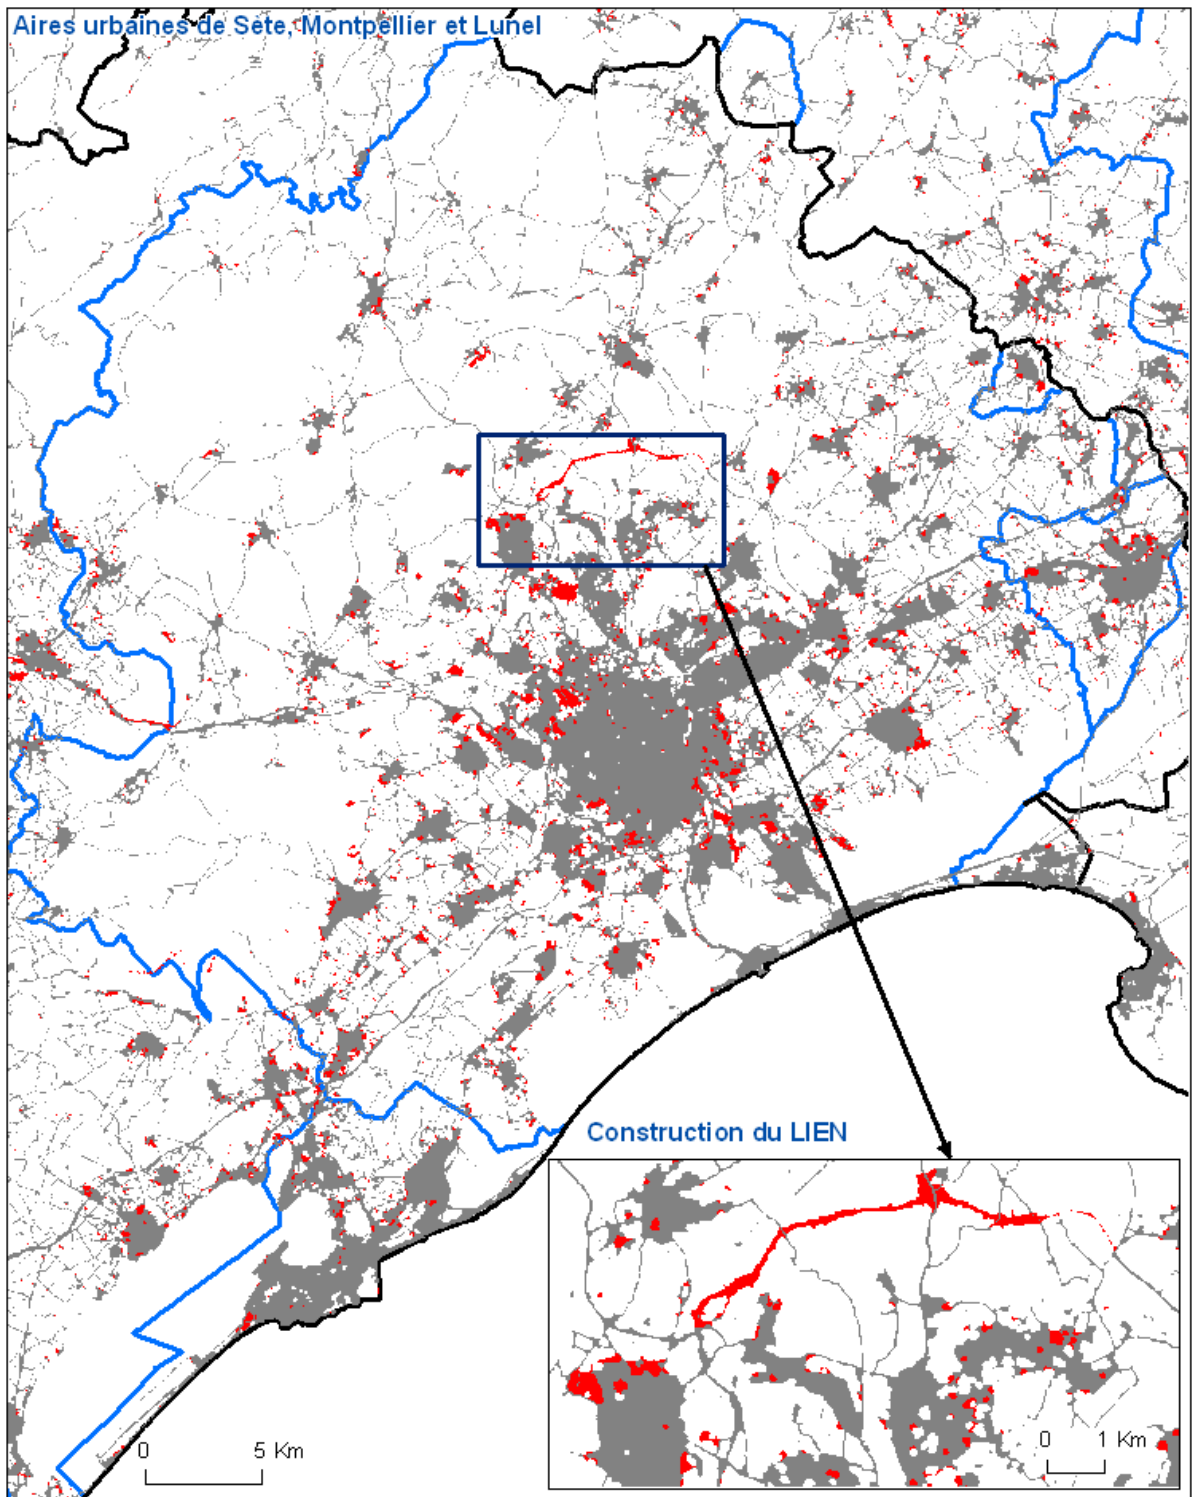 Aires urbaines de Sète, Montpellier et Lunel
Construction du LIEN
0 5 Km
0 1 Km